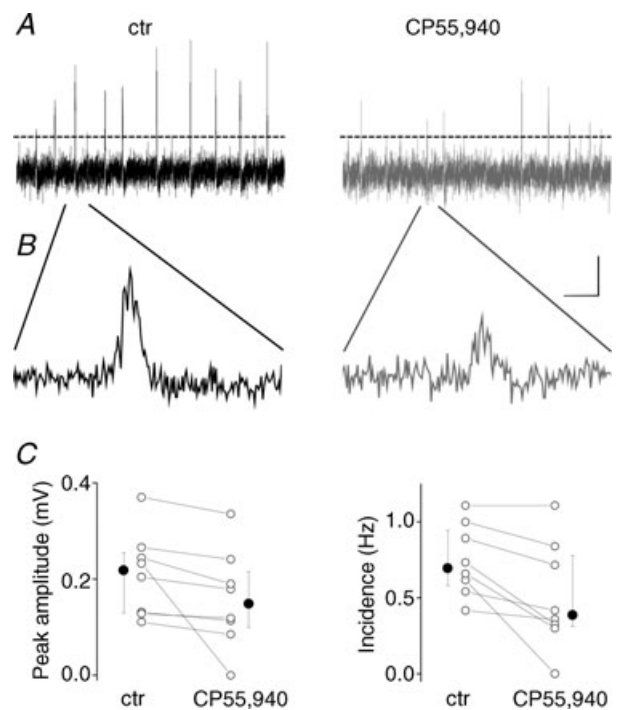 A
ctr
CP55,940
B
C
Peak amplitude (mV)
0.4
0.2
0.0
ctr
CP55,940
Incidence (Hz)
1.0
0.5
0.0
ctr
CP55,940